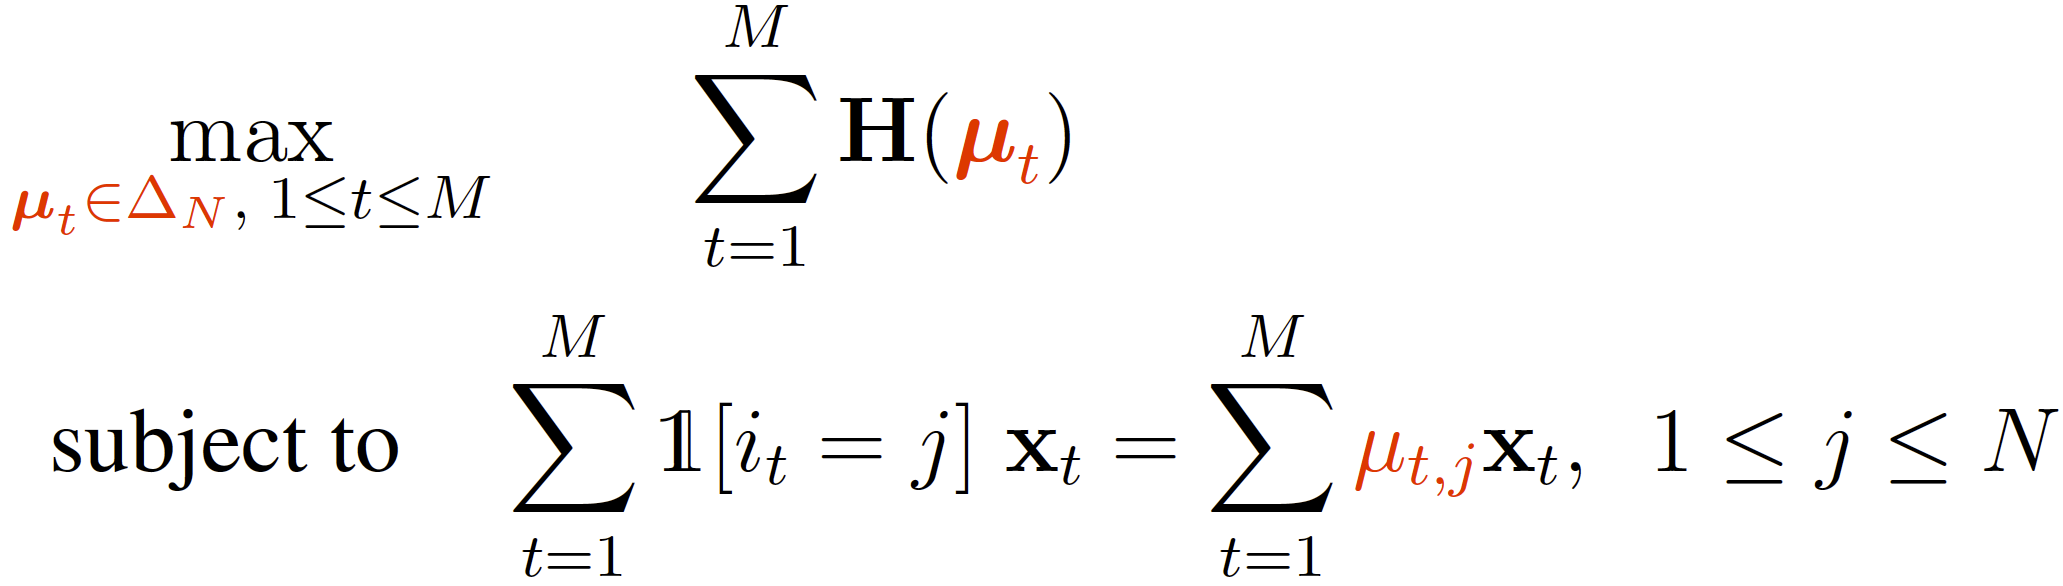 max_{μ_t∈Δ_N, 1≤t≤M} ∑_{t=1}^{M} H(μ_t)
subject to ∑_{t=1}^{M} 𝟙[i_t = j] x_t = ∑_{t=1}^{M} μ_{t,j} x_t, 1 ≤ j ≤ N